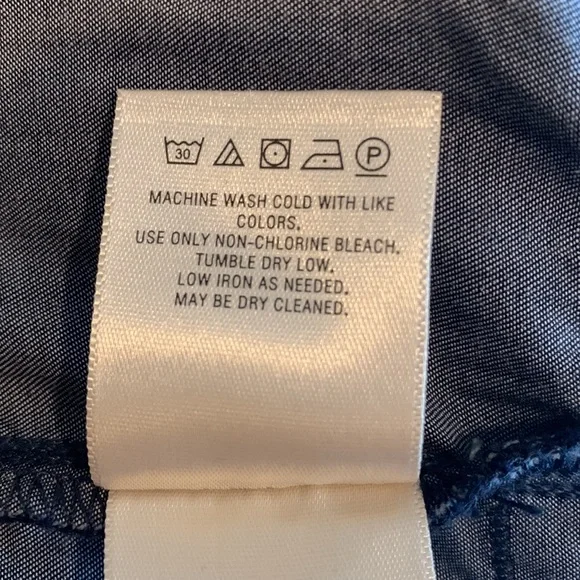 30 P
MACHINE WASH COLD WITH LIKE
COLORS.
USE ONLY NON-CHLORINE BLEACH.
TUMBLE DRY LOW.
LOW IRON AS NEEDED.
MAY BE DRY CLEANED.